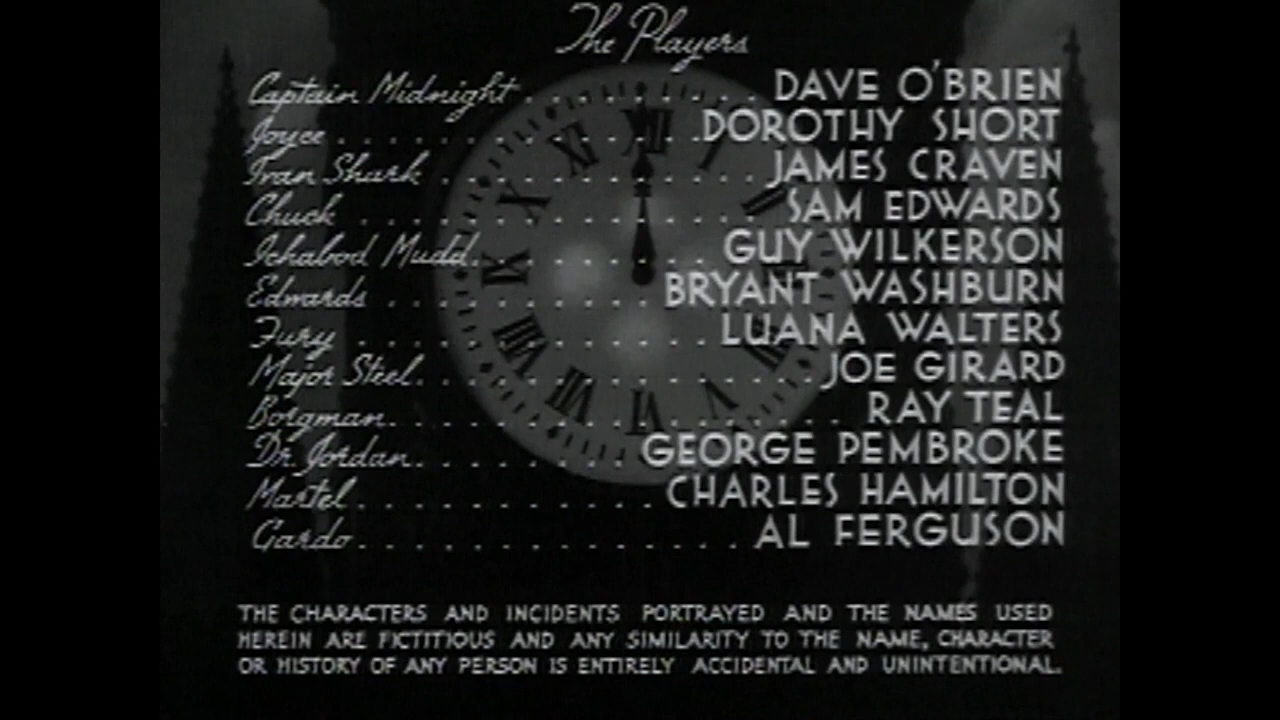 The Players
Captain Midnight . . . . . . . . . DAVE O'BRIEN
Joyce . . . . . . . . . . . . . DOROTHY SHORT
Ivan Shark . . . . . . . . . . . JAMES CRAVEN
Chuck . . . . . . . . . . . . . . SAM EDWARDS
Ichabod Mudd. . . . . . . . . GUY WILKERSON
Edwards . . . . . . . . . . BRYANT WASHBURN
Fury . . . . . . . . . . . . . LUANA WALTERS
Major Steel. . . . . . . . . . . . . . JOE GIRARD
Borgman. . . . . . . . . . . . . . . . RAY TEAL
Dr. Jordan. . . . . . . . GEORGE PEMBROKE
Martel. . . . . . . . . . . CHARLES HAMILTON
Gardo. . . . . . . . . . . . . . AL FERGUSON
THE CHARACTERS AND INCIDENTS PORTRAYED AND THE NAMES USED
HEREIN ARE FICTITIOUS AND ANY SIMILARITY TO THE NAME, CHARACTER
OR HISTORY OF ANY PERSON IS ENTIRELY ACCIDENTAL AND UNINTENTIONAL.